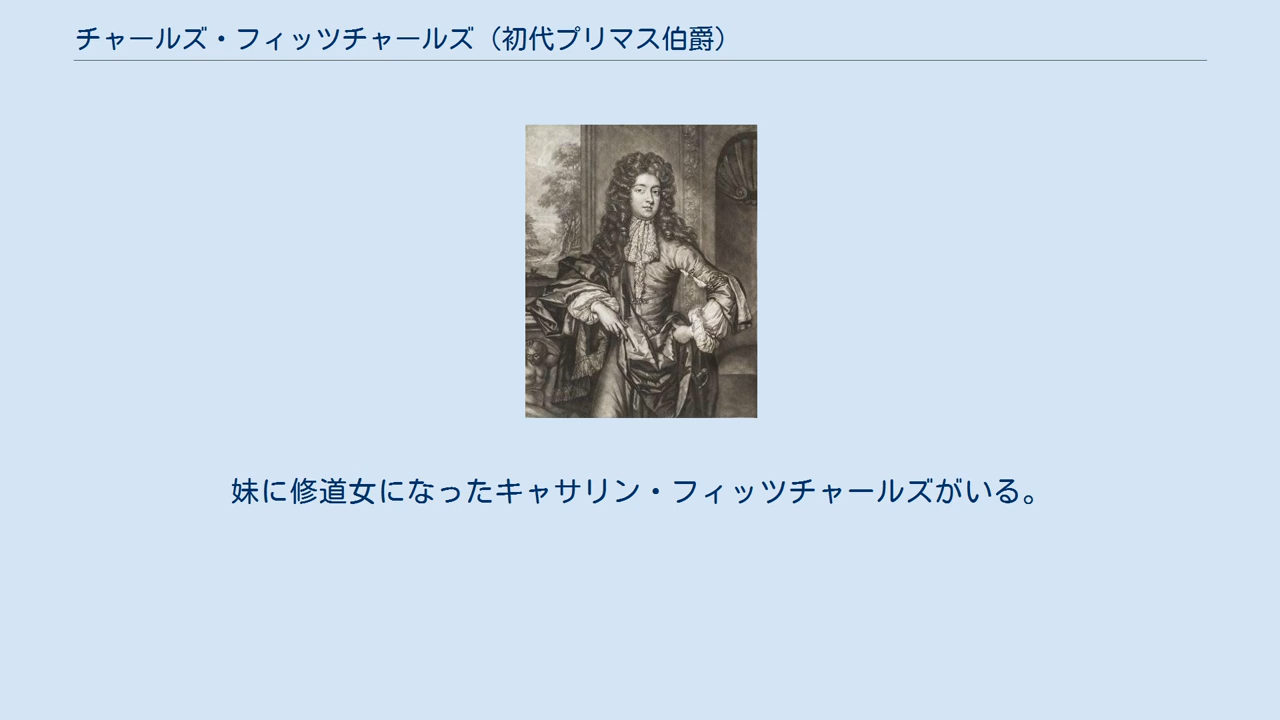 チャールズ・フィッツチャールズ（初代プリマス伯爵）
妹に修道女になったキャサリン・フィッツチャールズがいる。